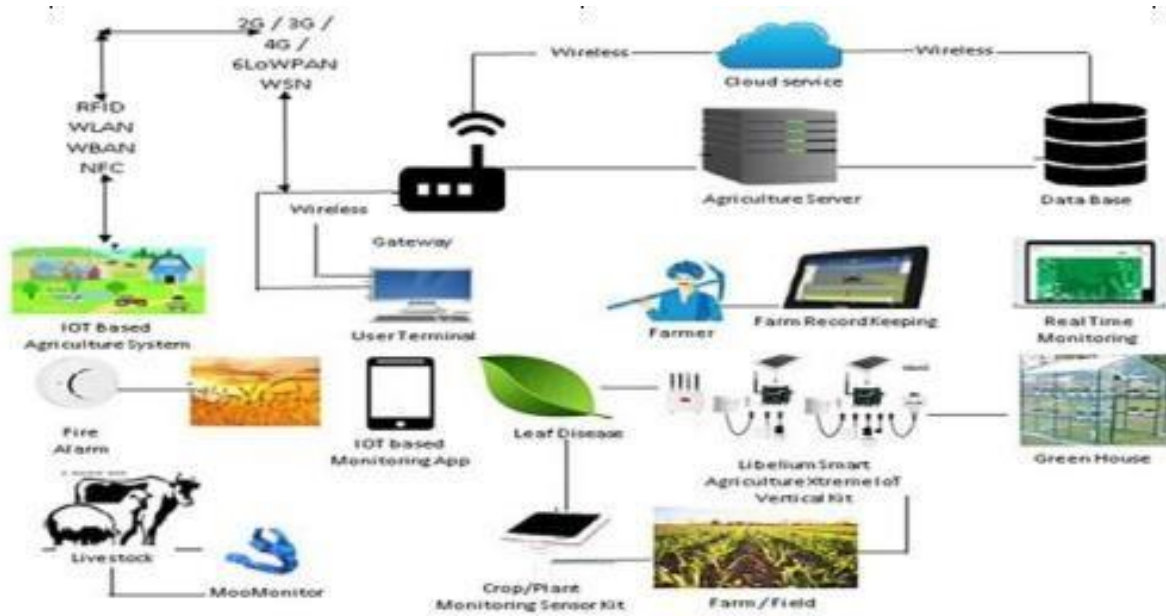 2G / 3G /
4G /
6LoWPAN
WSN
Wireless
Wireless
Cloud service
RFID
WLAN
WBAN
NFC
Agriculture Server
Data Base
Wireless
Gateway
IOT Based
Agriculture System
User Terminal
Farmer
Farm Record Keeping
Real Time
Monitoring
Fire
Alarm
IOT based
Monitoring App
Leaf Disease
Libelium Smart
Agriculture Xtreme IoT
Vertical Kit
Green House
Livestock
MooMonitor
Crop/Plant
Monitoring Sensor Kit
Farm / Field